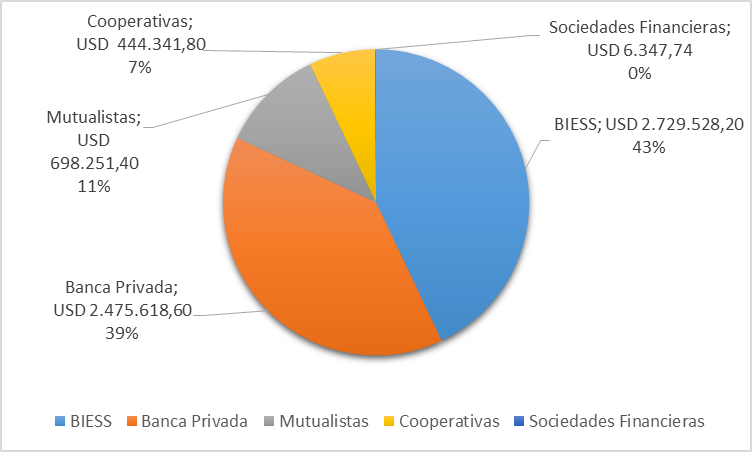 Cooperativas;
USD 444.341,80
7%
Sociedades Financieras;
USD 6.347,74
0%
Mutualistas;
USD
698.251,40
11%
BIESS; USD 2.729.528,20
43%
Banca Privada;
USD 2.475.618,60
39%
BIESS
Banca Privada
Mutualistas
Cooperativas
Sociedades Financieras